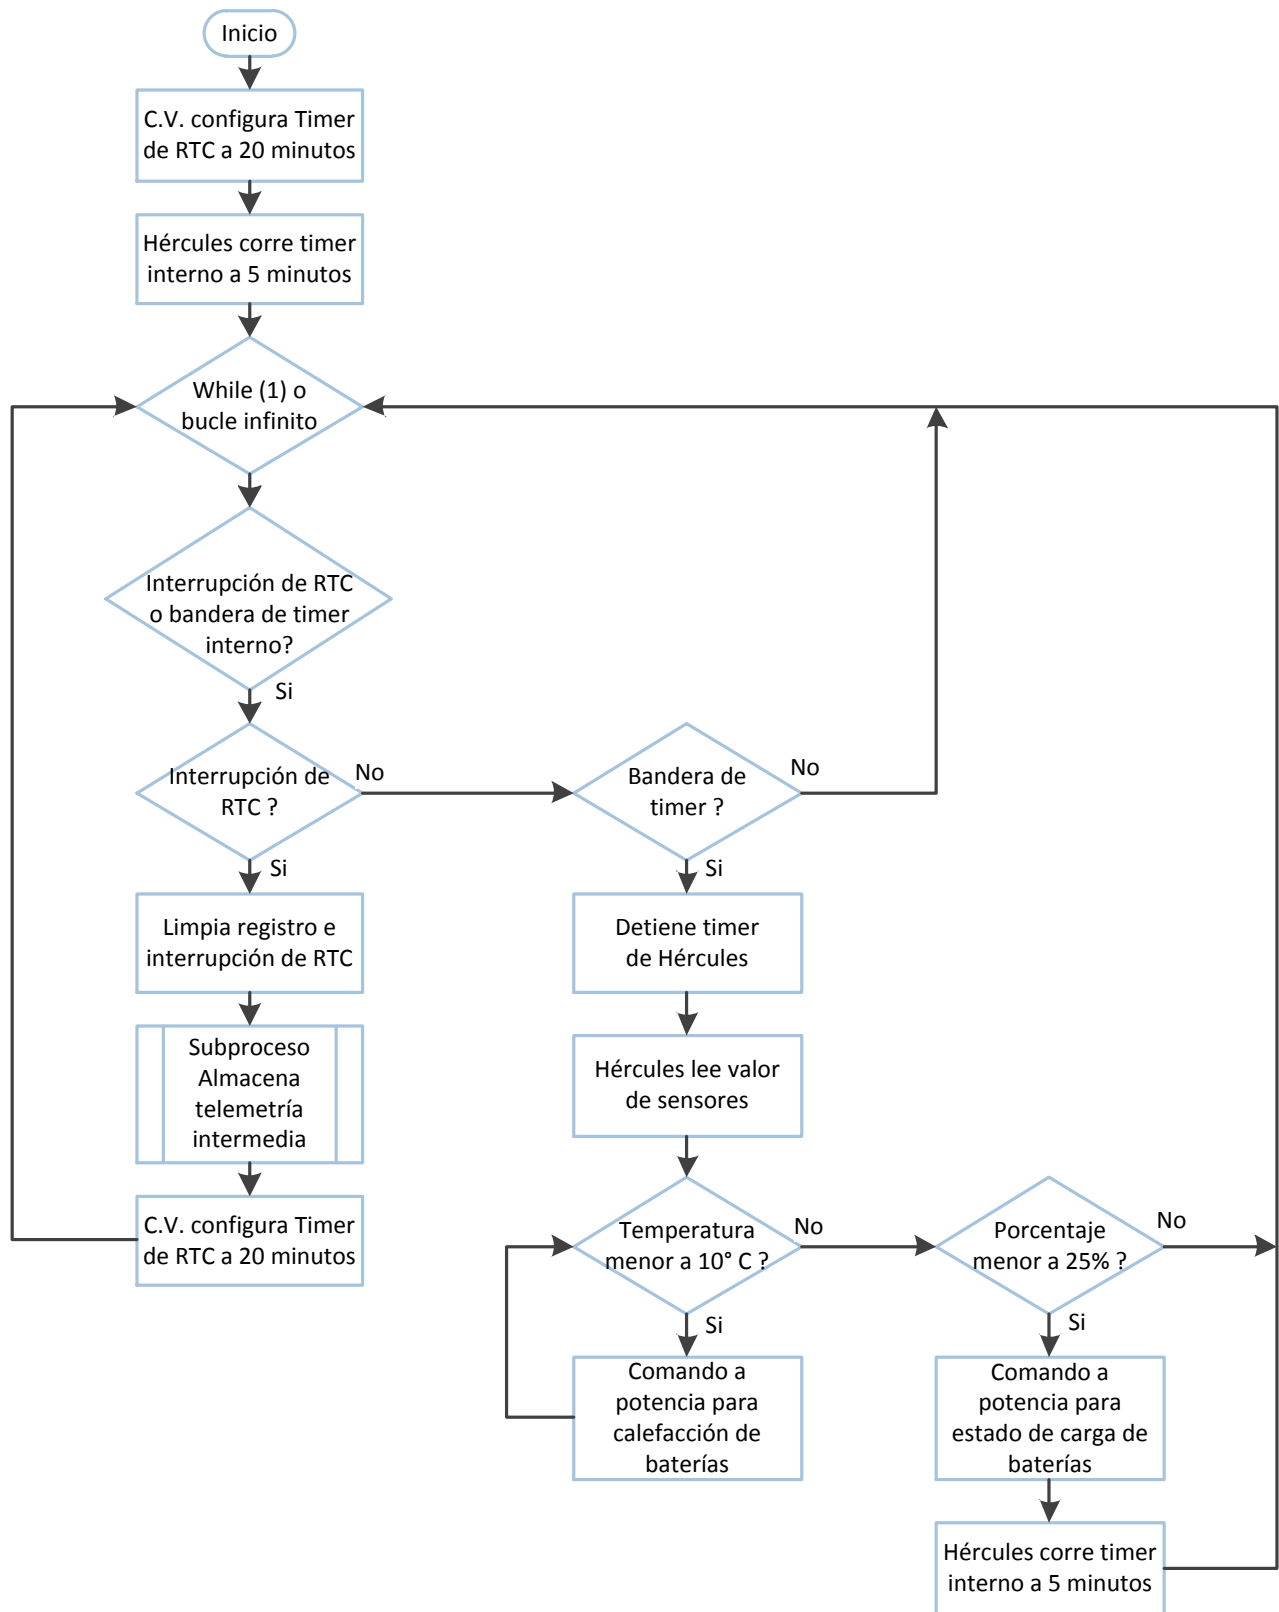 Inicio
C.V. configura Timer
de RTC a 20 minutos
Hércules corre timer
interno a 5 minutos
While (1) o
bucle infinito
Interrupción de RTC
o bandera de timer
interno?
Si
Interrupción de
RTC ?
No
Bandera de
timer ?
No
Si
Si
Limpia registro e
interrupción de RTC
Detiene timer
de Hércules
Subproceso
Almacena
telemetría
intermedia
Hércules lee valor
de sensores
C.V. configura Timer
de RTC a 20 minutos
Temperatura
menor a 10° C ?
No
Porcentaje
menor a 25% ?
No
Si
Si
Comando a
potencia para
calefacción de
baterías
Comando a
potencia para
estado de carga de
baterías
Hércules corre timer
interno a 5 minutos